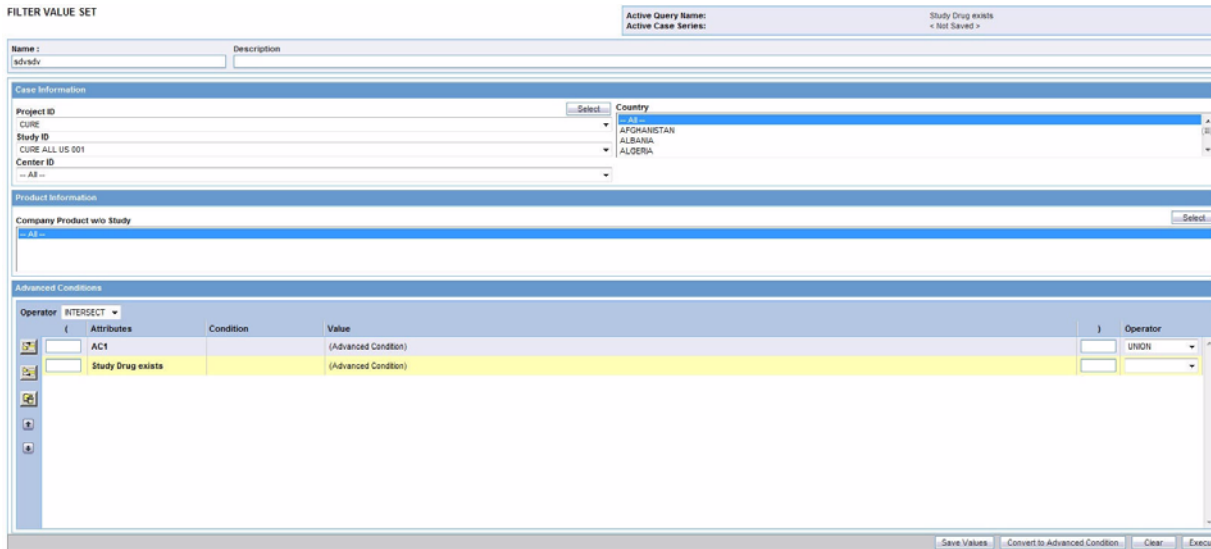 FILTER VALUE SET
Active Query Name: Study Drug exists
Active Case Series: < Not Saved >
Name : Description
sdvsdv
Case Information
Project ID Select Country
CURE -- All --
AFGHANISTAN
Study ID ALBANIA
CURE ALL US 001 ALGERIA
Center ID
-- All --
Product Information
Company Product w/o Study Select
-- All --
Advanced Conditions
Operator INTERSECT
( Attributes Condition Value ) Operator
AC1 (Advanced Condition) UNION
Study Drug exists (Advanced Condition)
Save Values Convert to Advanced Condition Clear Execu